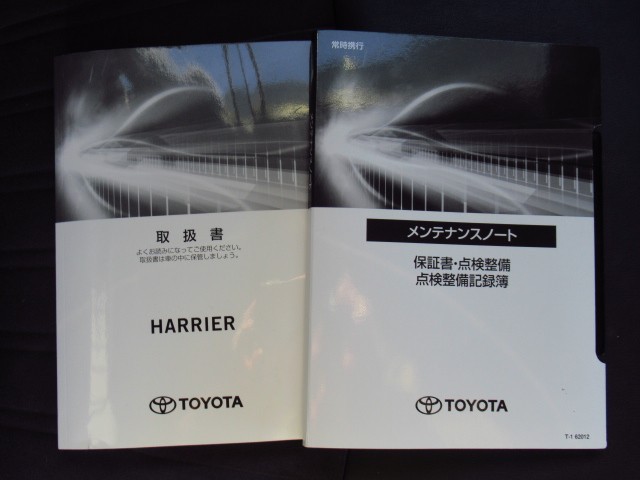 取扱書
よくお読みになってご使用ください。
取扱書は車の中に保管しましょう。
HARRIER
TOYOTA
常時携行
メンテナンスノート
保証書・点検整備
点検整備記録簿
TOYOTA
T-1 62012